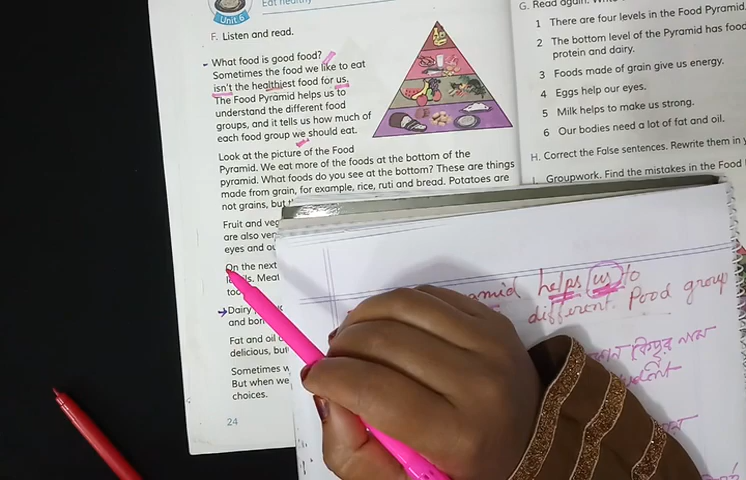 Unit 6
Eat healthy
F. Listen and read.
What food is good food?
Sometimes the food we like to eat
isn't the healthiest food for us.
The Food Pyramid helps us to
understand the different food
groups, and it tells us how much of
each food group we should eat.
Look at the picture of the Food
Pyramid. We eat more of the foods at the bottom of the
pyramid. What foods do you see at the bottom? These are things
made from grain, for example, rice, ruti and bread. Potatoes are
not grains, but
Fruit and
are also
eyes and
On the next
Meat
too
Dairy
and
Fat and oil
delicious, but
Sometimes
But when we
choices.
24
G. Read again.
1 There are four levels in the Food Pyramid.
2 The bottom level of the Pyramid has
protein and dairy.
3 Foods made of grain give us energy.
4 Eggs help our eyes.
5 Milk helps to make us strong.
6 Our bodies need a lot of fat and oil.
H. Correct the False sentences. Rewrite them in
I. Groupwork. Find the mistakes in the Food
helps us to
different. Food group
কিছুর নাম